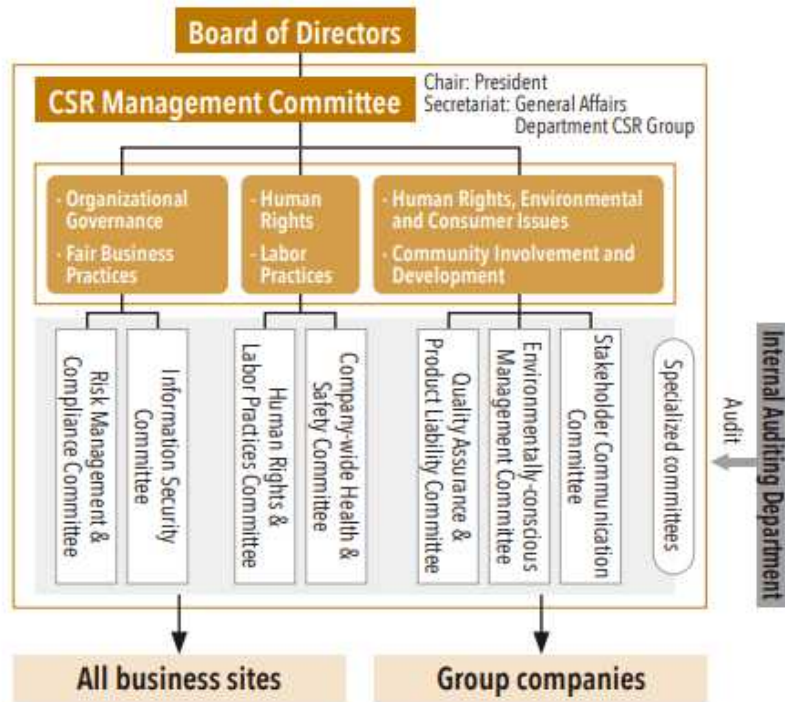 Board of Directors
CSR Management Committee
Chair: President
Secretariat: General Affairs
Department CSR Group
· Organizational
Governance
· Fair Business
Practices
· Human
Rights
· Labor
Practices
· Human Rights, Environmental
and Consumer Issues
· Community Involvement and
Development
Risk Management &
Compliance Committee
Information Security
Committee
Human Rights &
Labor Practices Committee
Company-wide Health &
Safety Committee
Quality Assurance &
Product Liability Committee
Environmentally-conscious
Management Committee
Stakeholder Communication
Committee
Specialized committees
Audit
Internal Auditing Department
All business sites
Group companies